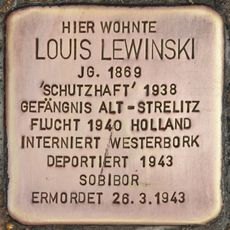 HIER WOHNTE
LOUIS LEWINSKI
JG. 1869
'SCHUTZHAFT' 1938
GEFÄNGNIS ALT-STRELITZ
FLUCHT 1940 HOLLAND
INTERNIERT WESTERBORK
DEPORTIERT 1943
SOBIBOR
ERMORDET 26.3.1943